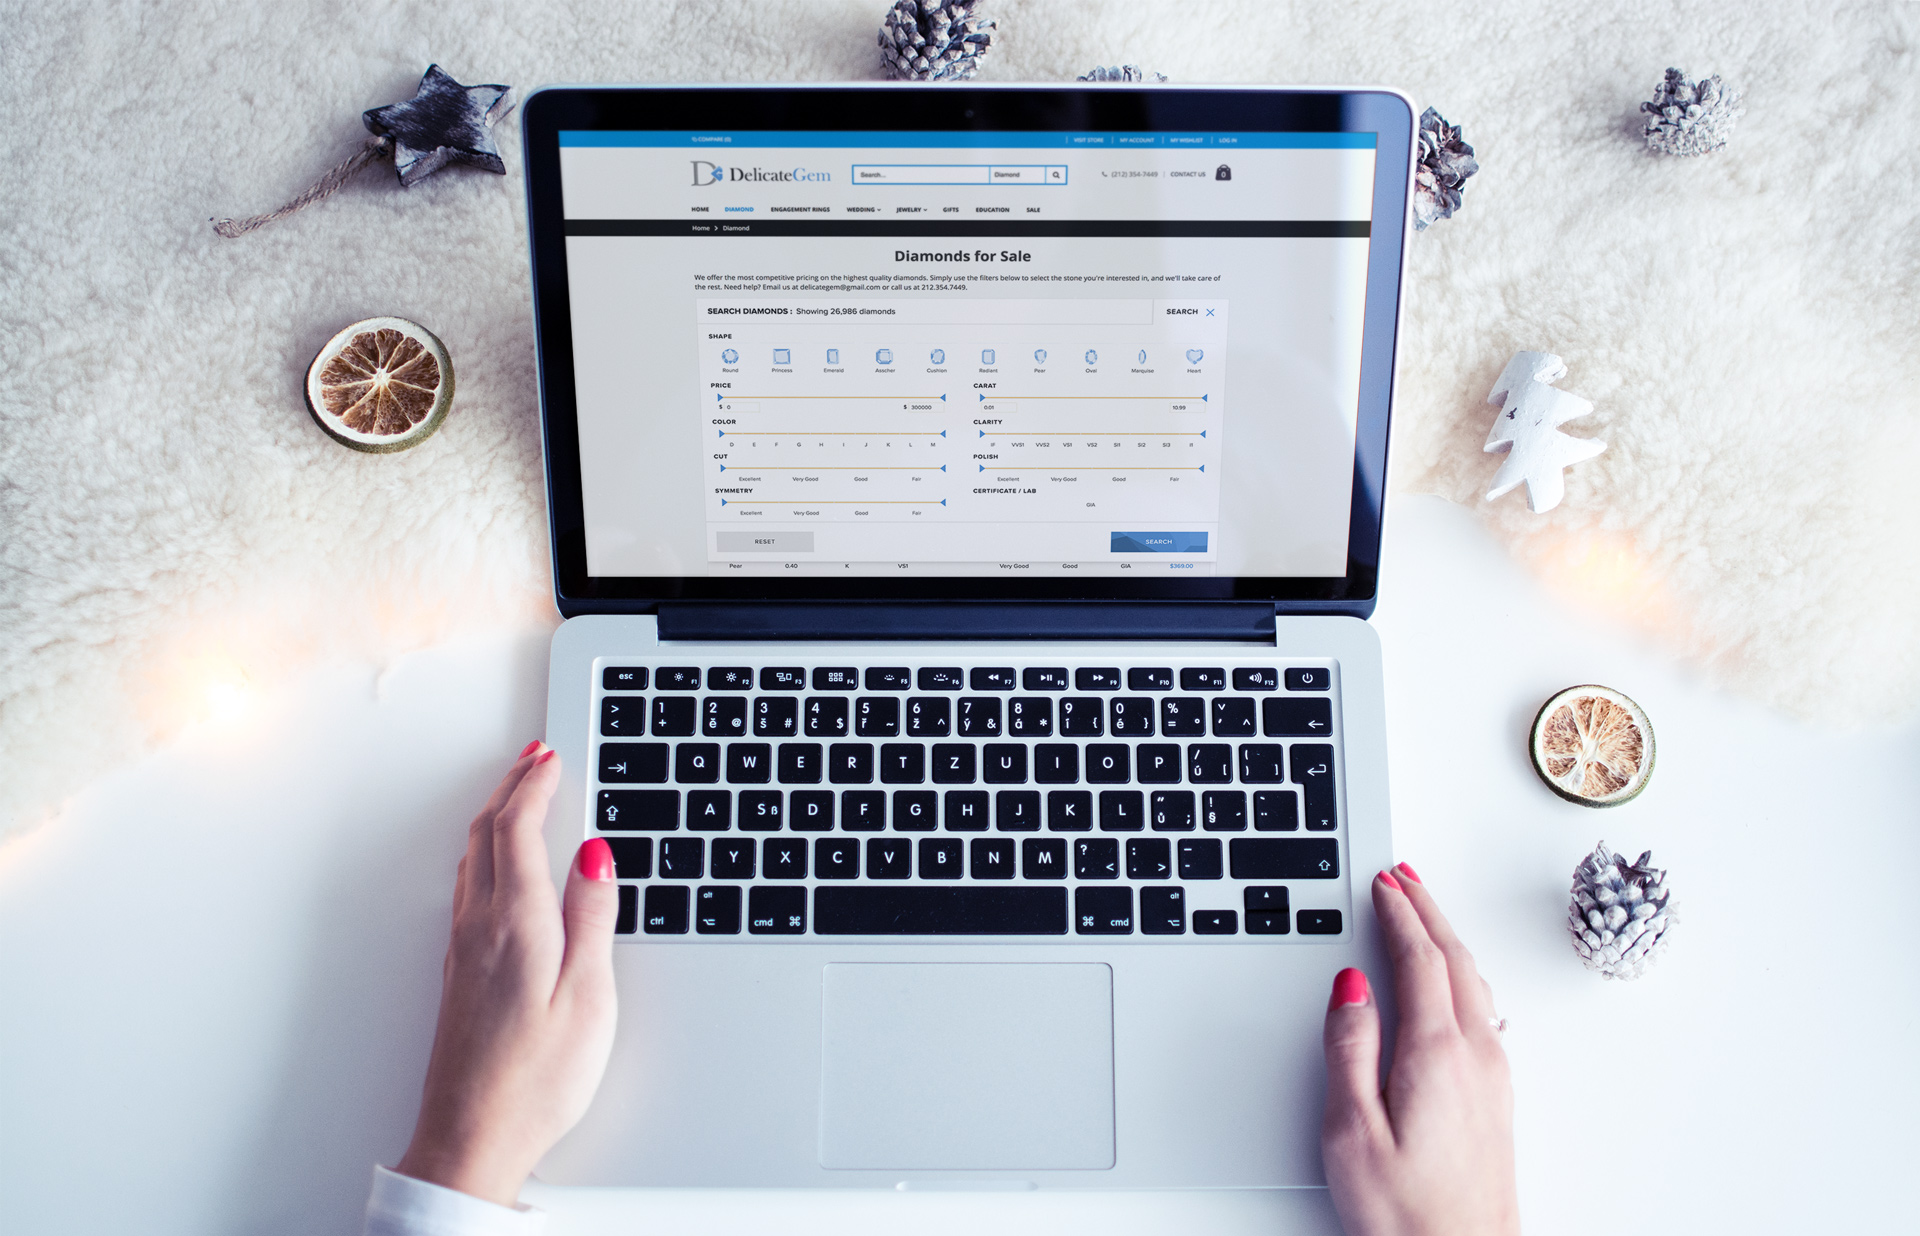 COMPARE (0) VISIT STORE | MY ACCOUNT | MY WISHLIST | LOG IN
DelicateGem Search... Diamond (212) 354-7449 | CONTACT US 0
HOME DIAMOND ENGAGEMENT RINGS WEDDING JEWELRY GIFTS EDUCATION SALE
Home > Diamond
Diamonds for Sale
We offer the most competitive pricing on the highest quality diamonds. Simply use the filters below to select the stone you're interested in, and we'll take care of
the rest. Need help? Email us at delicategem@gmail.com or call us at 212.354.7449.
SEARCH DIAMONDS : Showing 26,986 diamonds SEARCH
SHAPE
Round Princess Emerald Asscher Cushion Radiant Pear Oval Marquise Heart
PRICE CARAT
$ 0 $ 300000 0.01 10.99
COLOR CLARITY
D E F G H I J K L M IF VVS1 VVS2 VS1 VS2 SI1 SI2 SI3 I1
CUT POLISH
Excellent Very Good Good Fair Excellent Very Good Good Fair
SYMMETRY CERTIFICATE / LAB
Excellent Very Good Good Fair GIA
RESET SEARCH
Pear 0.40 K VS1 Very Good Good GIA $369.00
esc F1 F2 F3 F4 F5 F6 F7 F8 F9 F10 F11 F12
> 1 2 3 4 5 6 7 8 9 0 % ˇ
< + ě @ š # č $ ř ~ ž ^ ý & á * í { é } = ° ' ^
Q W E R T Z U I O P / ú [ ( ) ]
A S ß D F G H J K L " ů ; ! § ' ¨
| \ Y X C V B N M ? , < : . > _ -
ctrl alt cmd ⌘ ⌘ cmd alt